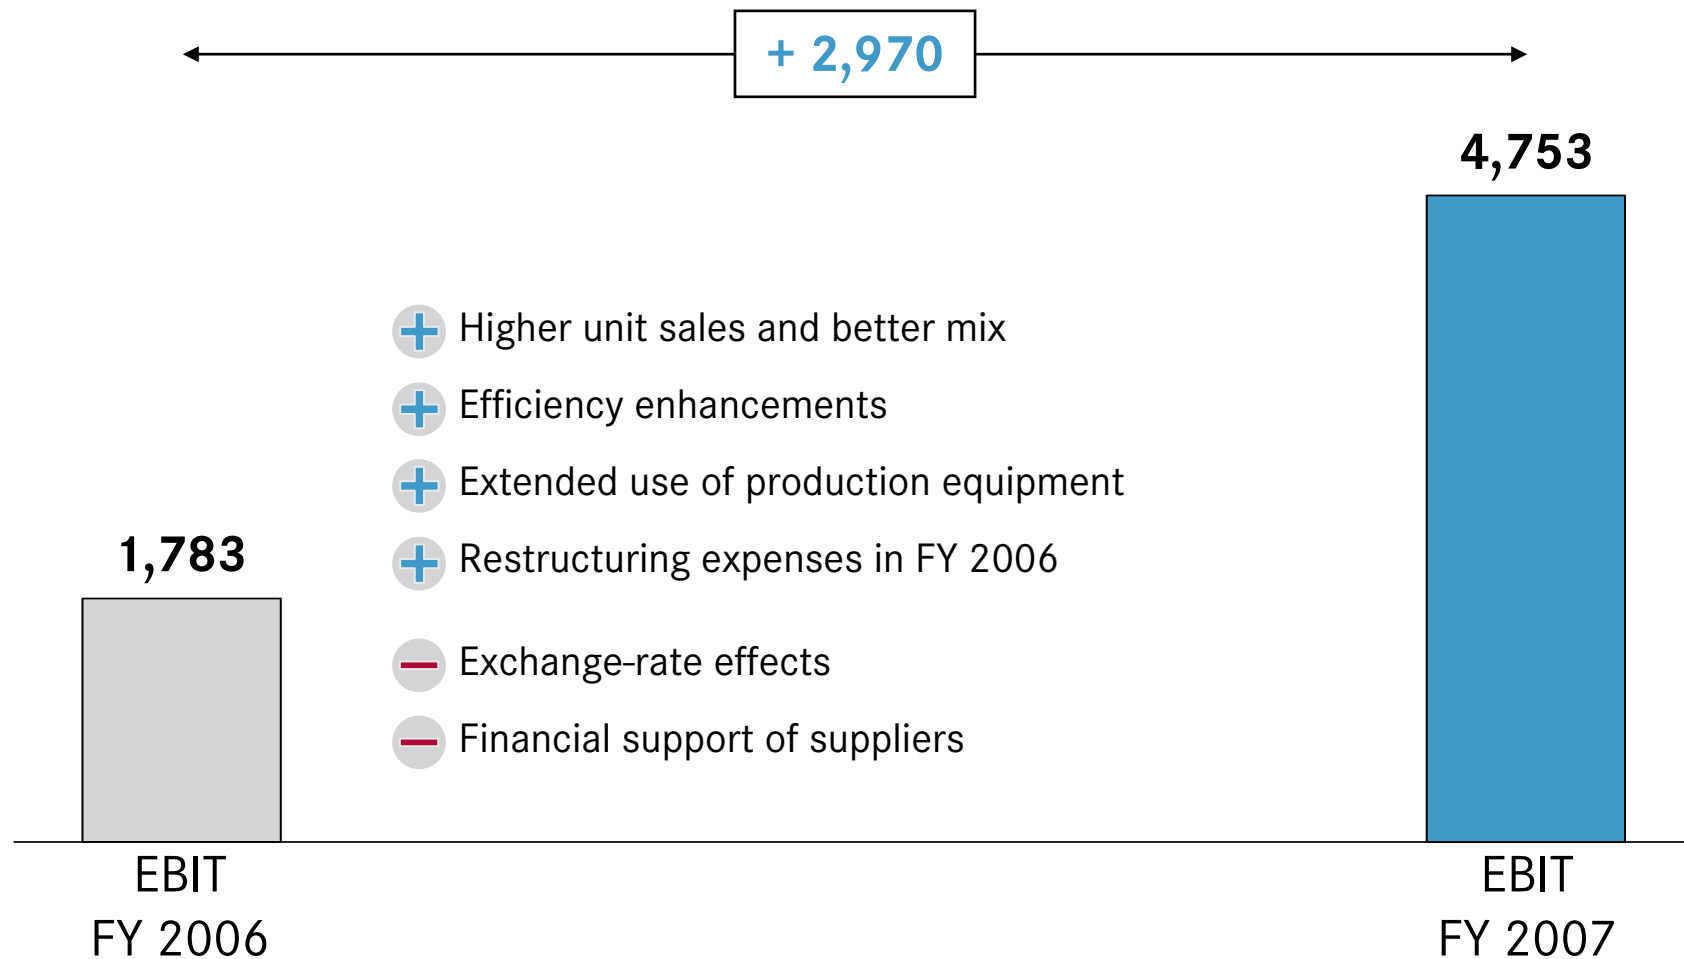 + 2,970
4,753
Higher unit sales and better mix
Efficiency enhancements
Extended use of production equipment
1,783
Restructuring expenses in FY 2006
Exchange-rate effects
Financial support of suppliers
EBIT
FY 2006
EBIT
FY 2007